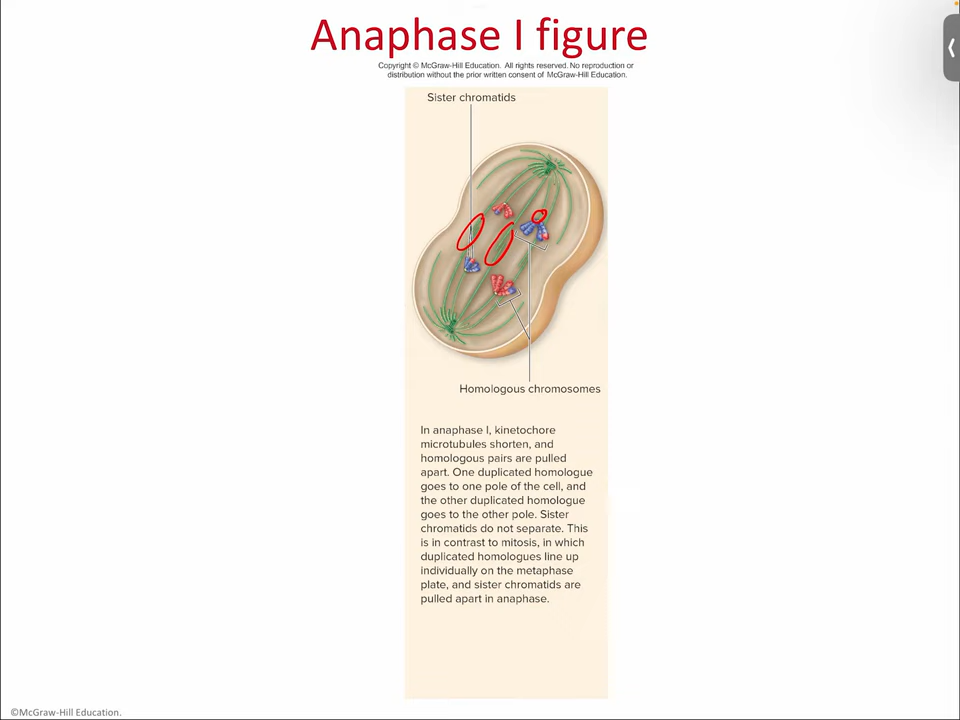 Anaphase I figure
Copyright © McGraw-Hill Education. All rights reserved. No reproduction or
distribution without the prior written consent of McGraw-Hill Education.
Sister chromatids
Homologous chromosomes
In anaphase I, kinetochore
microtubules shorten, and
homologous pairs are pulled
apart. One duplicated homologue
goes to one pole of the cell, and
the other duplicated homologue
goes to the other pole. Sister
chromatids do not separate. This
is in contrast to mitosis, in which
duplicated homologues line up
individually on the metaphase
plate, and sister chromatids are
pulled apart in anaphase.
©McGraw-Hill Education.